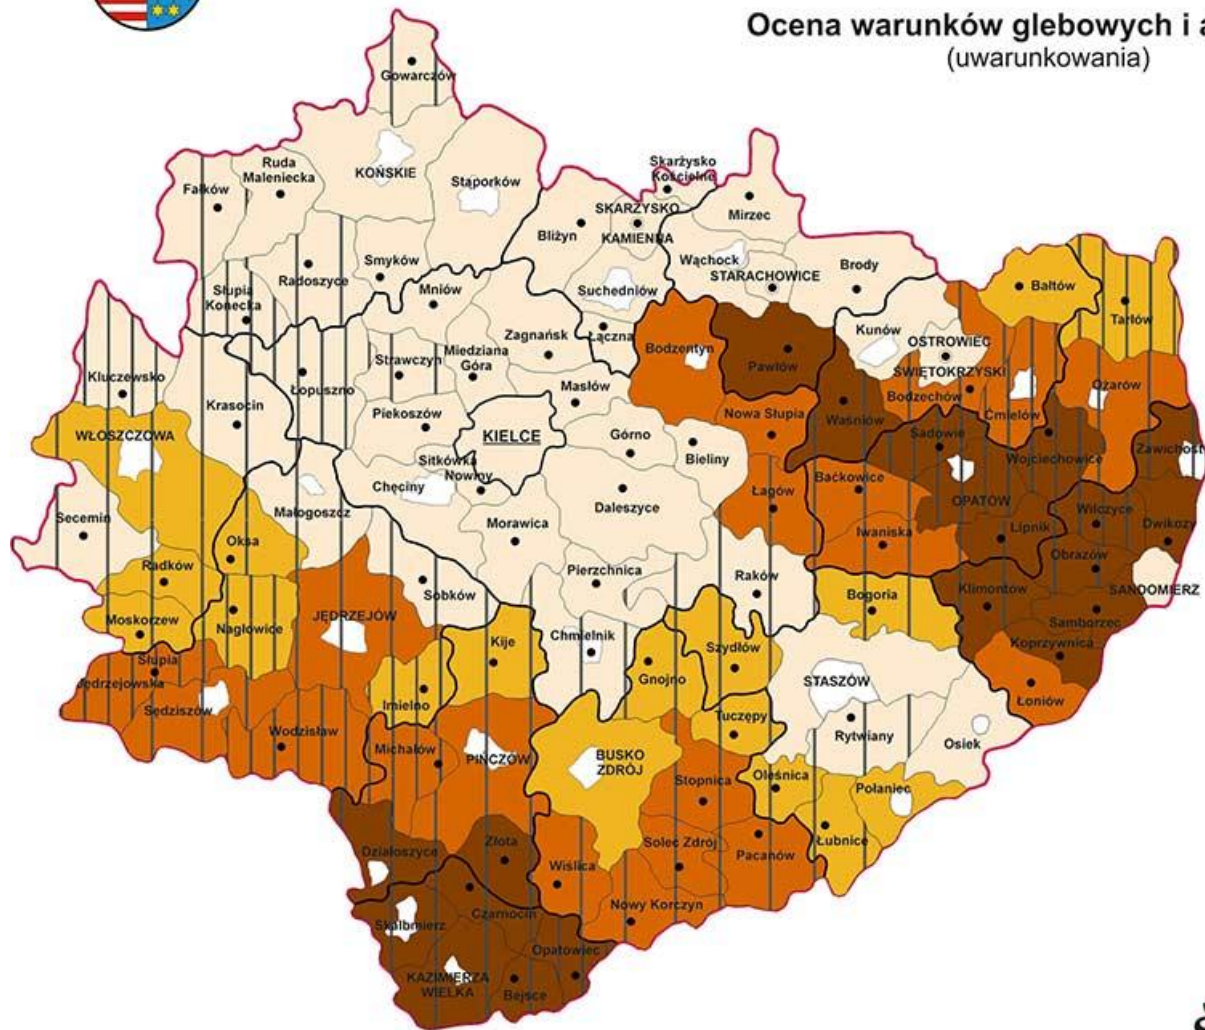 Ocena warunków glebowych i a
(uwarunkowania)
Gowarczów
Ruda
Maleniecka
KOŃSKIE
Stąporków
Fałków
Skarżysko
Kościelne
SKARŻYSKO
KAMIENNA
Mirzec
Bliżyn
Radoszyce
Smyków
Wąchock
STARACHOWICE
Brody
Słupia
Konecka
Mniów
Suchedniów
Bałtów
Tarłów
Kluczewsko
Krasocin
Łopuszno
Strawczyn
Miedziana
Góra
Zagnańsk
Łączna
Bodzentyn
Pawłów
Kunów
OSTROWIEC
ŚWIĘTOKRZYSKI
Bodzechów
Ćmielów
Ożarów
Masłów
Piekoszów
KIELCE
Górno
Nowa Słupia
Waśniów
Sadowie
Wojciechowice
Zawichost
WŁOSZCZOWA
Sitkówka
Nowiny
Bieliny
Chęciny
Daleszyce
Łagów
Baćkowice
OPATÓW
Wilczyce
Dwikozy
Secemin
Małogoszcz
Morawica
Iwaniska
Lipnik
Obrazów
Oksa
Radków
Pierzchnica
Raków
Klimontów
SANDOMIERZ
Moskorzew
Nagłowice
JĘDRZEJÓW
Sobków
Bogoria
Samborzec
Koprzywnica
Słupia
Jędrzejowska
Kije
Chmielnik
Szydłów
Gnojno
STASZÓW
Łoniów
Sędziszów
Imielno
Tuczępy
Rytwiany
Osiek
Wodzisław
Michałów
PIŃCZÓW
BUSKO
ZDRÓJ
Stopnica
Oleśnica
Połaniec
Działoszyce
Złota
Wiślica
Solec Zdrój
Pacanów
Łubnice
Skalbmierz
Czarnocin
Nowy Korczyn
Opatowiec
KAZIMIERZA
WIELKA
Bejsce